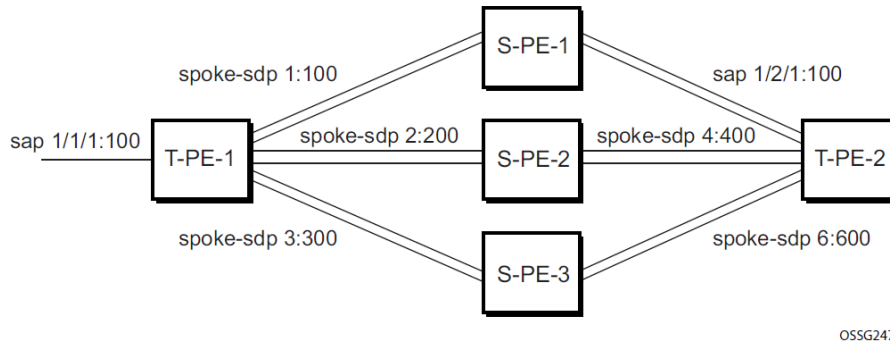 S-PE-1
spoke-sdp 1:100
sap 1/2/1:100
sap 1/1/1:100
T-PE-1
spoke-sdp 2:200
S-PE-2
spoke-sdp 4:400
T-PE-2
spoke-sdp 3:300
S-PE-3
spoke-sdp 6:600
OSSG247